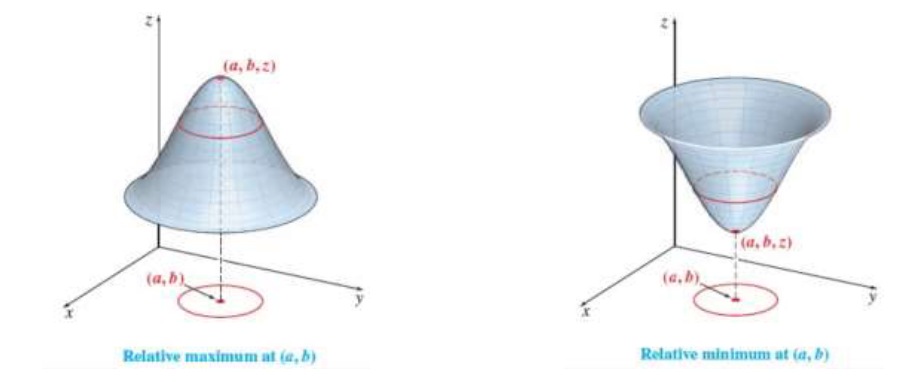 z
(a, b, z)
(a, b)
x
y
Relative maximum at (a, b)
z
(a, b, z)
(a, b)
x
y
Relative minimum at (a, b)